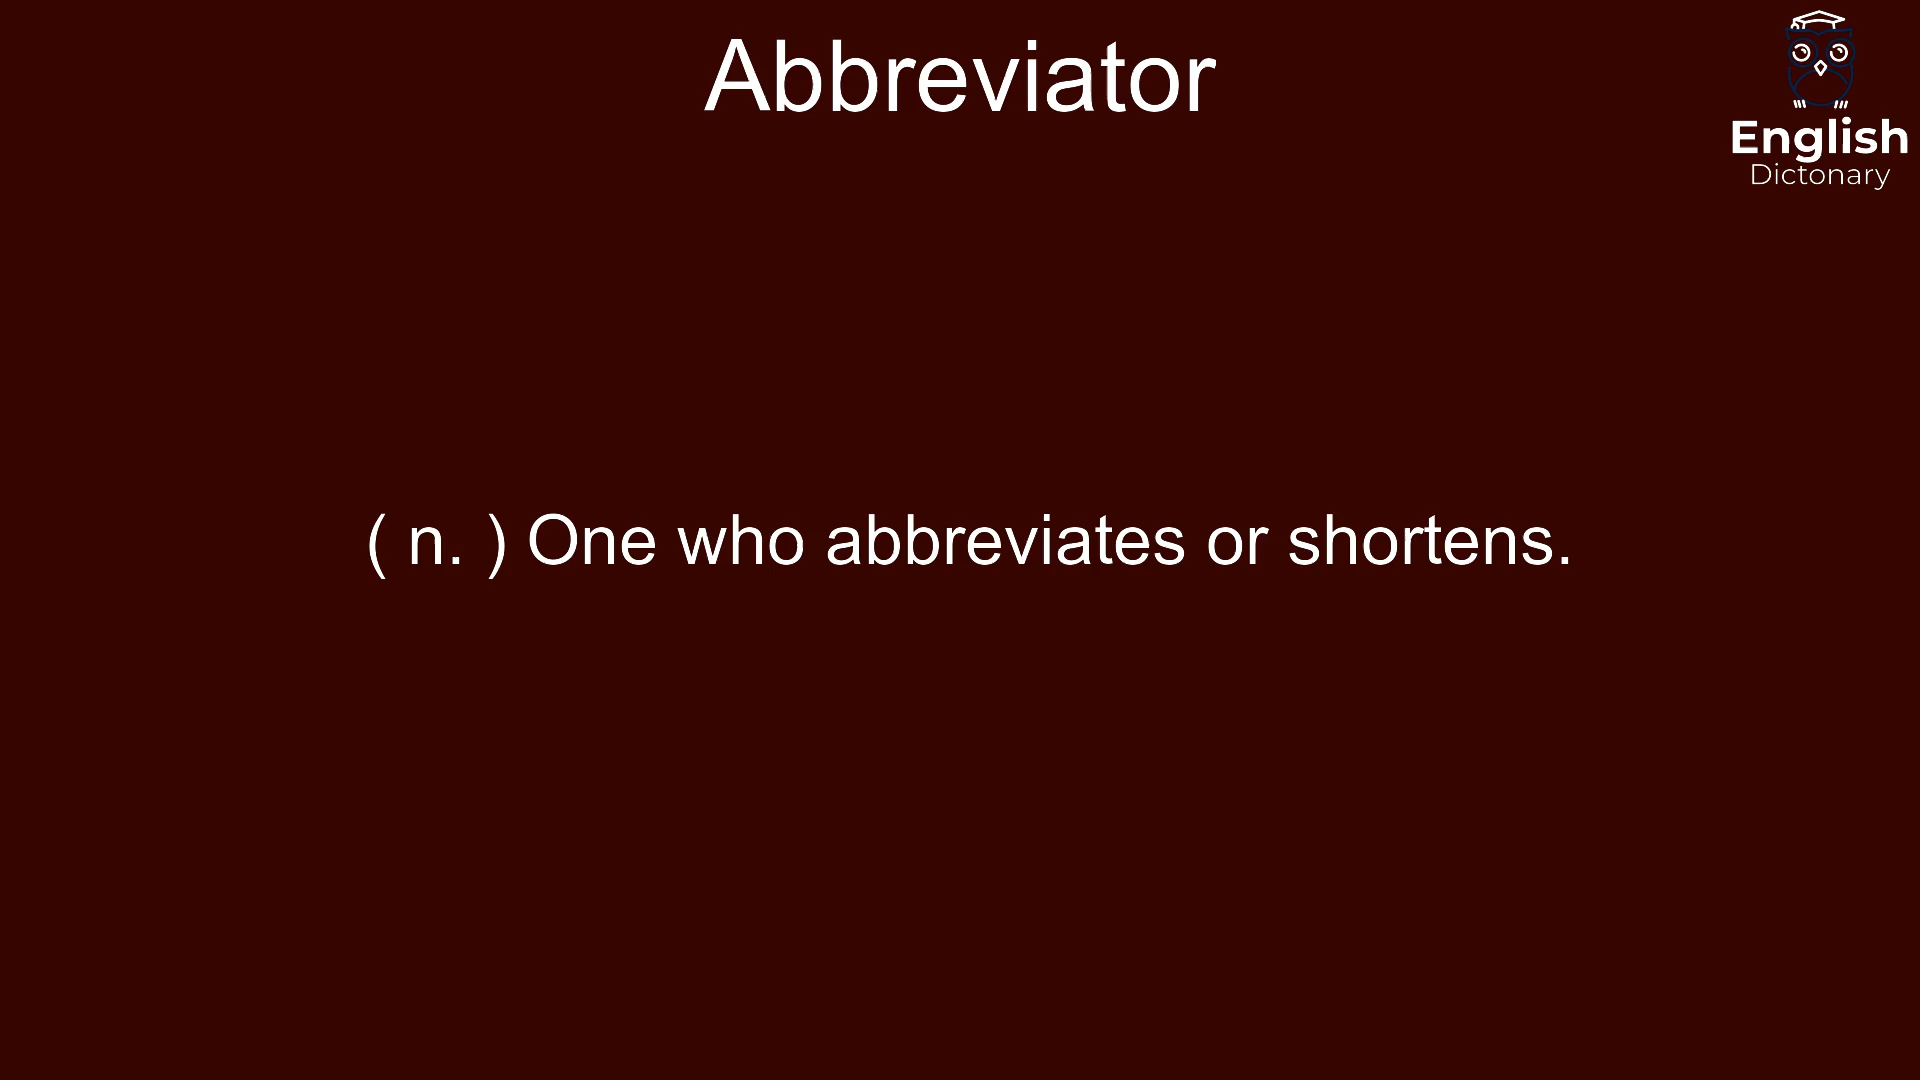 Abbreviator
English
Dictonary
( n. ) One who abbreviates or shortens.